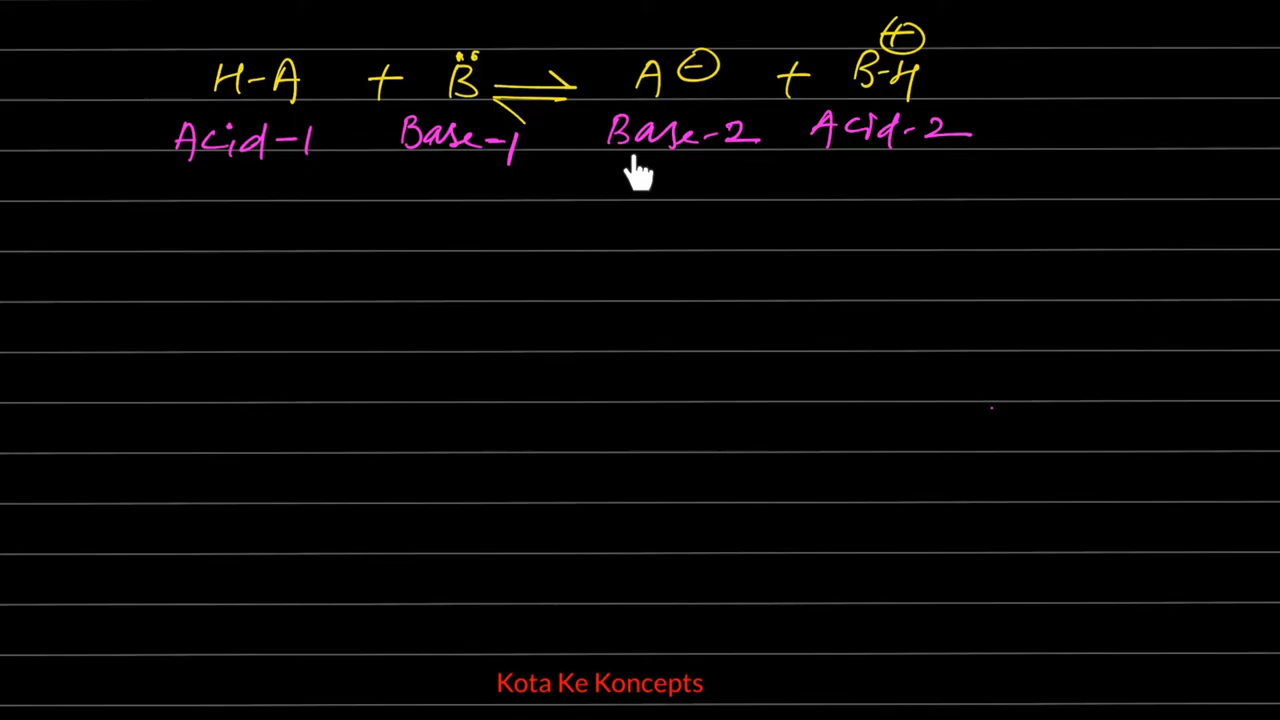 H-A + B̈ ⇌ A⊖ + B-H⊕
Acid-1 Base-1 Base-2 Acid-2
Kota Ke Koncepts